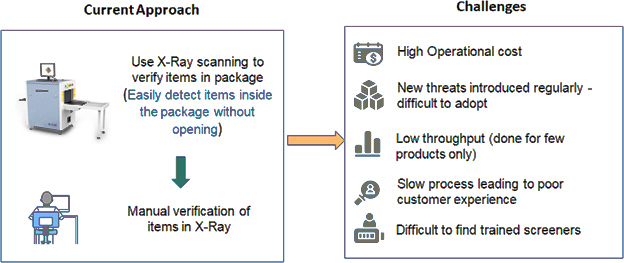 Current Approach
Use X-Ray scanning to
verify items in package
(Easily detect items inside
the package without
opening)
Manual verification of
items in X-Ray
Challenges
High Operational cost
New threats introduced regularly -
difficult to adopt
Low throughput (done for few
products only)
Slow process leading to poor
customer experience
Difficult to find trained screeners